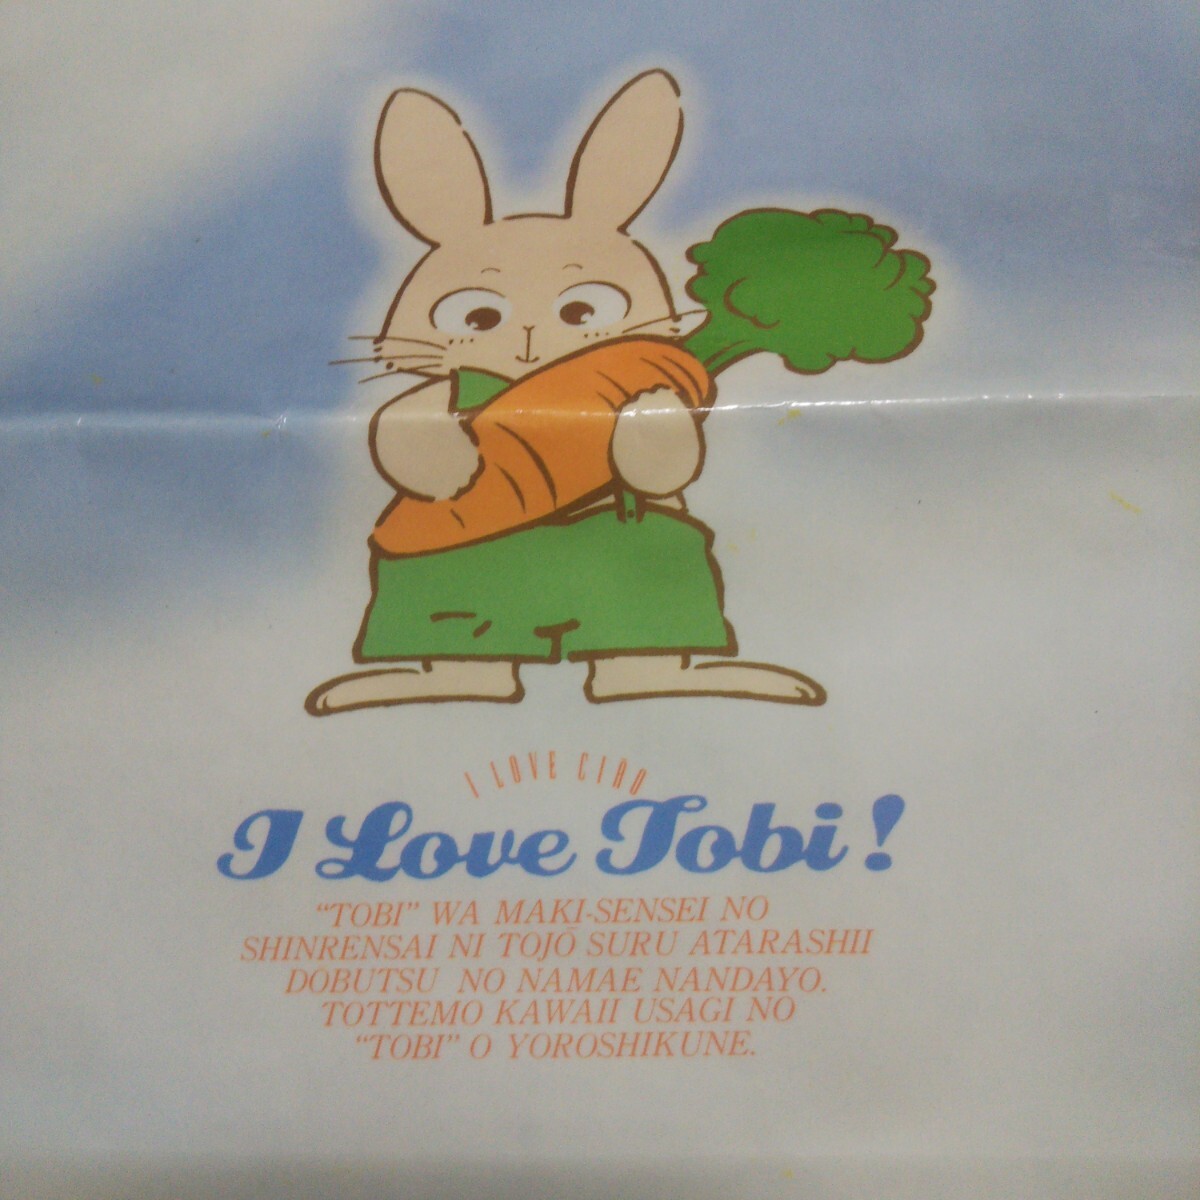 I LOVE CIAO
I Love Tobi!
“TOBI” WA MAKI-SENSEI NO
SHINRENSAI NI TOJŌ SURU ATARASHII
DOBUTSU NO NAMAE NANDAYO.
TOTTEMO KAWAII USAGI NO
“TOBI” O YOROSHIKUNE.